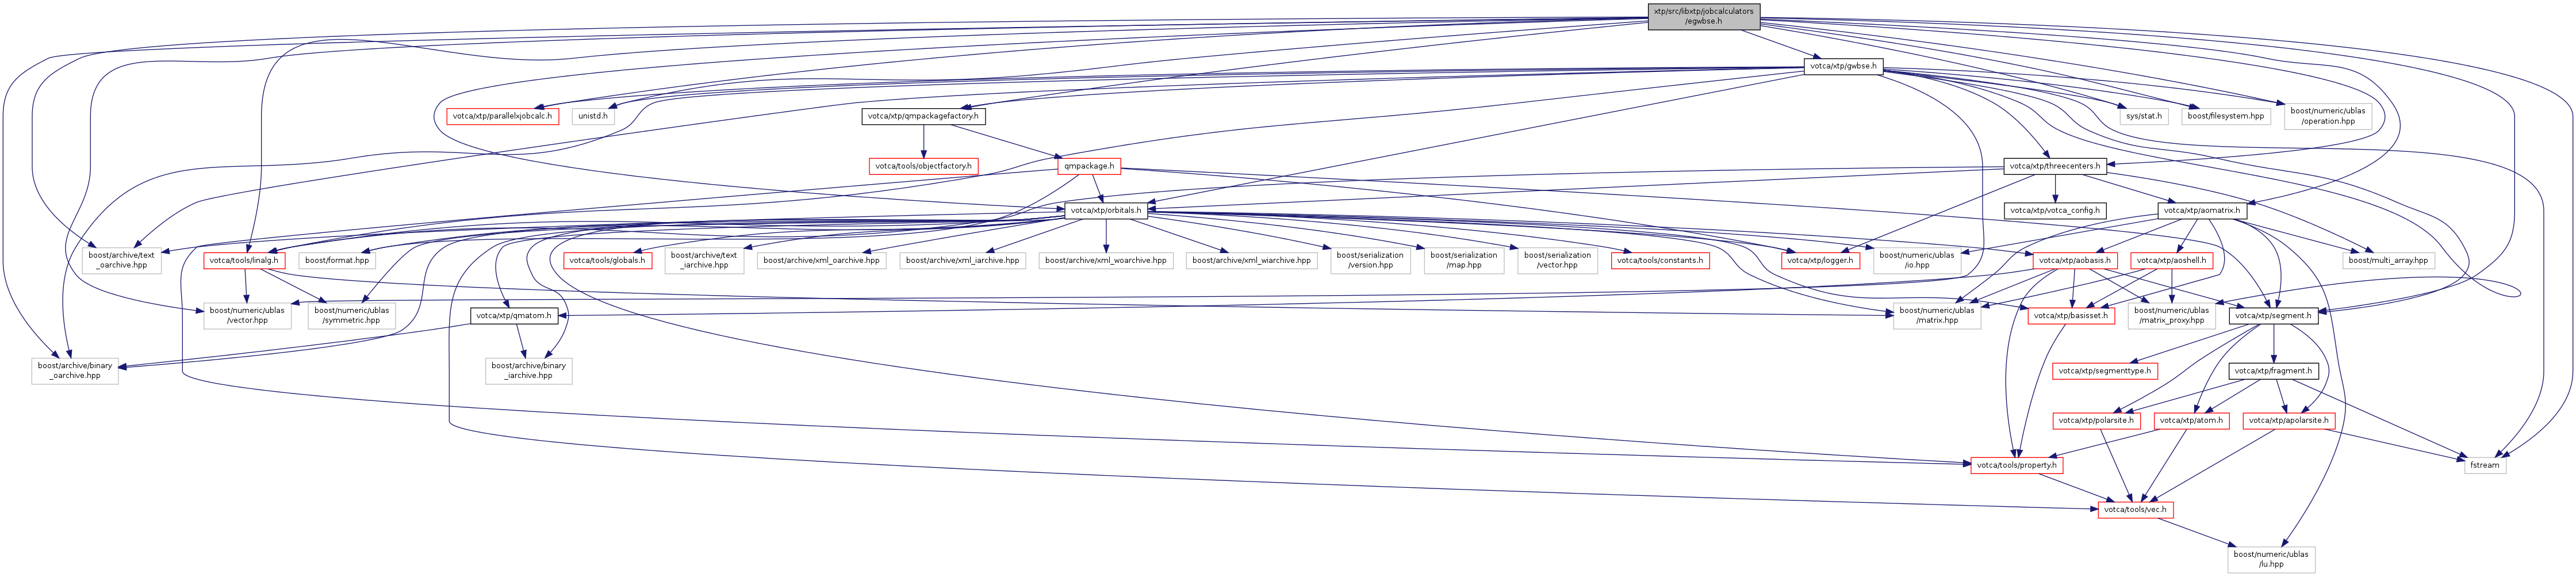 xtp/src/libxtp/jobcalculators
/egwbse.h
votca/xtp/gwbse.h
votca/xtp/parallelxjobcalc.h
unistd.h
votca/xtp/qmpackagefactory.h
sys/stat.h
boost/filesystem.hpp
boost/numeric/ublas
/operation.hpp
votca/tools/objectfactory.h
qmpackage.h
votca/xtp/threecenters.h
votca/xtp/orbitals.h
votca/xtp/votca_config.h
votca/xtp/aomatrix.h
boost/archive/text
_oarchive.hpp
votca/tools/linalg.h
boost/format.hpp
votca/tools/globals.h
boost/archive/text
_iarchive.hpp
boost/archive/xml_oarchive.hpp
boost/archive/xml_iarchive.hpp
boost/archive/xml_woarchive.hpp
boost/archive/xml_wiarchive.hpp
boost/serialization
/version.hpp
boost/serialization
/map.hpp
boost/serialization
/vector.hpp
votca/tools/constants.h
votca/xtp/logger.h
boost/numeric/ublas
/io.hpp
votca/xtp/aobasis.h
votca/xtp/aoshell.h
boost/multi_array.hpp
boost/numeric/ublas
/vector.hpp
boost/numeric/ublas
/symmetric.hpp
votca/xtp/qmatom.h
boost/numeric/ublas
/matrix.hpp
votca/xtp/basisset.h
boost/numeric/ublas
/matrix_proxy.hpp
votca/xtp/segment.h
boost/archive/binary
_oarchive.hpp
boost/archive/binary
_iarchive.hpp
votca/xtp/segmenttype.h
votca/xtp/fragment.h
votca/xtp/polarsite.h
votca/xtp/atom.h
votca/xtp/apolarsite.h
votca/tools/property.h
fstream
votca/tools/vec.h
boost/numeric/ublas
/lu.hpp